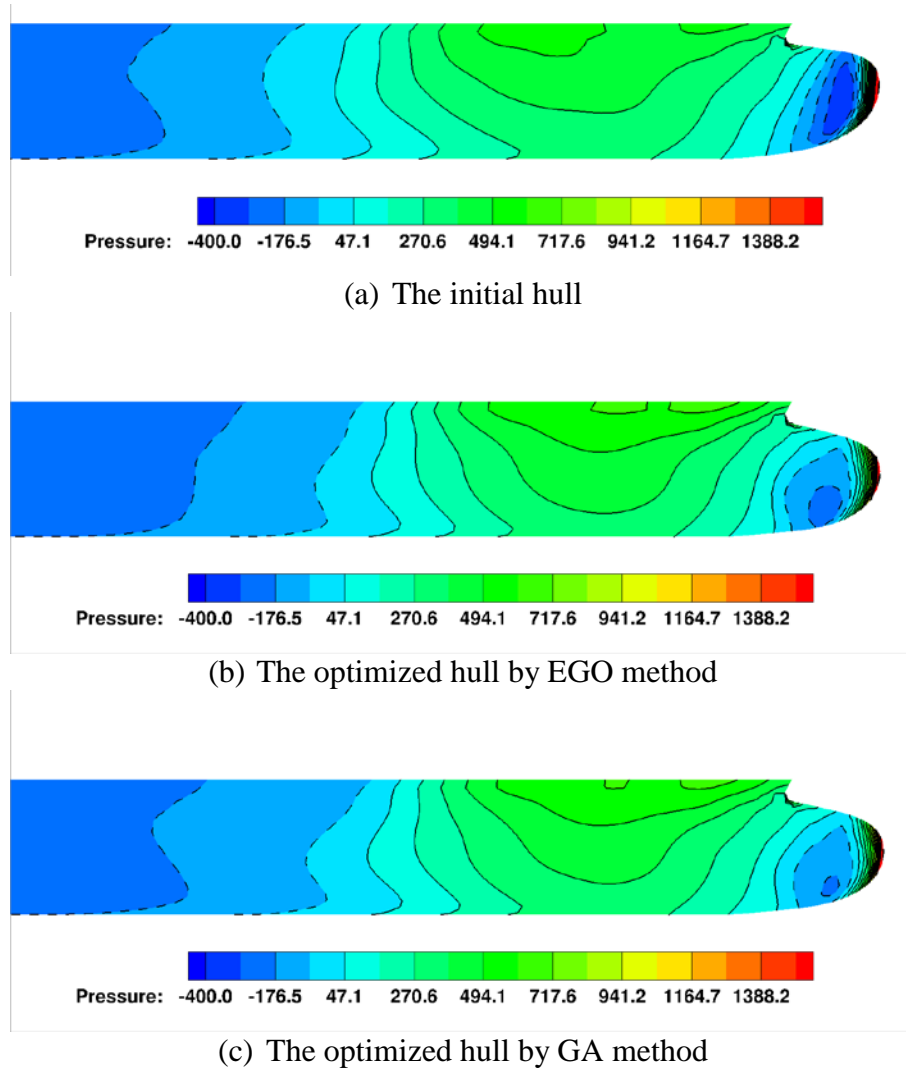 Pressure: -400.0 -176.5 47.1 270.6 494.1 717.6 941.2 1164.7 1388.2
(a) The initial hull
Pressure: -400.0 -176.5 47.1 270.6 494.1 717.6 941.2 1164.7 1388.2
(b) The optimized hull by EGO method
Pressure: -400.0 -176.5 47.1 270.6 494.1 717.6 941.2 1164.7 1388.2
(c) The optimized hull by GA method